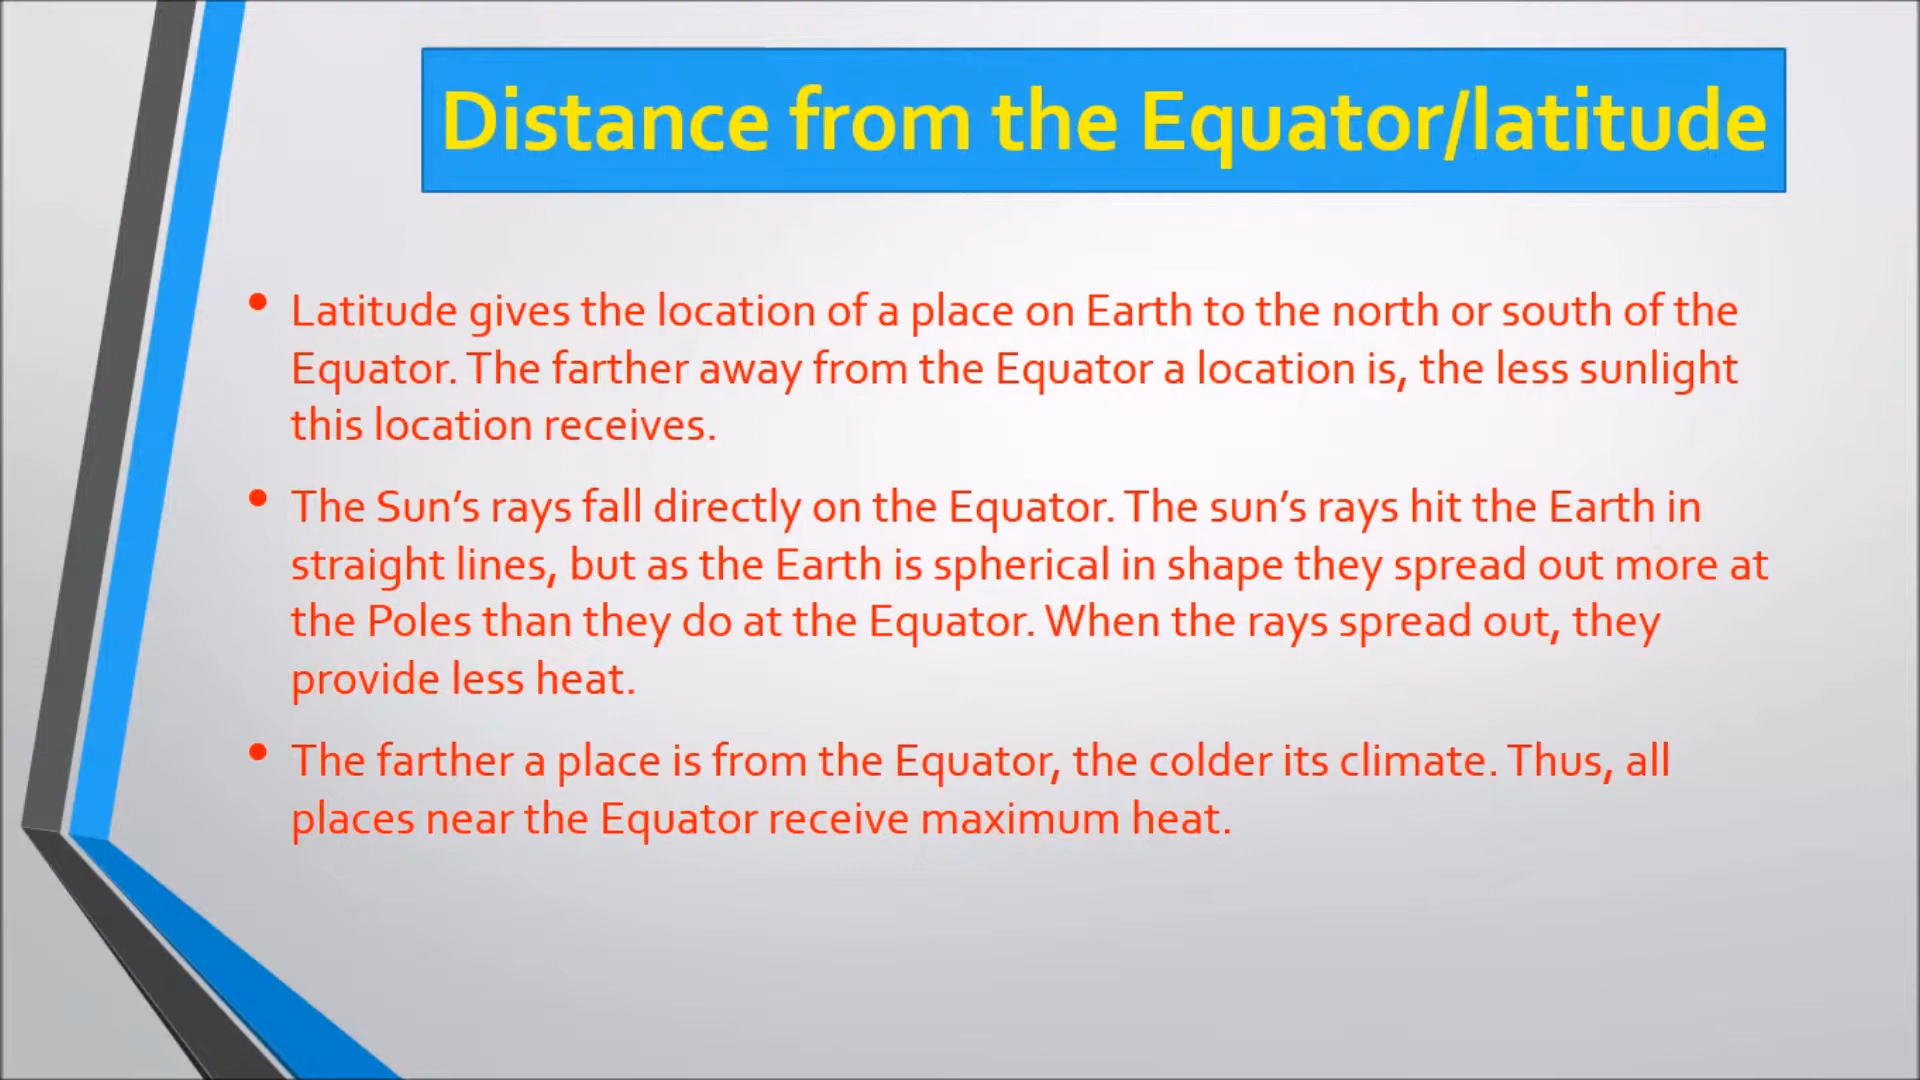 Distance from the Equator/latitude
• Latitude gives the location of a place on Earth to the north or south of the
Equator. The farther away from the Equator a location is, the less sunlight
this location receives.
• The Sun’s rays fall directly on the Equator. The sun’s rays hit the Earth in
straight lines, but as the Earth is spherical in shape they spread out more at
the Poles than they do at the Equator. When the rays spread out, they
provide less heat.
• The farther a place is from the Equator, the colder its climate. Thus, all
places near the Equator receive maximum heat.